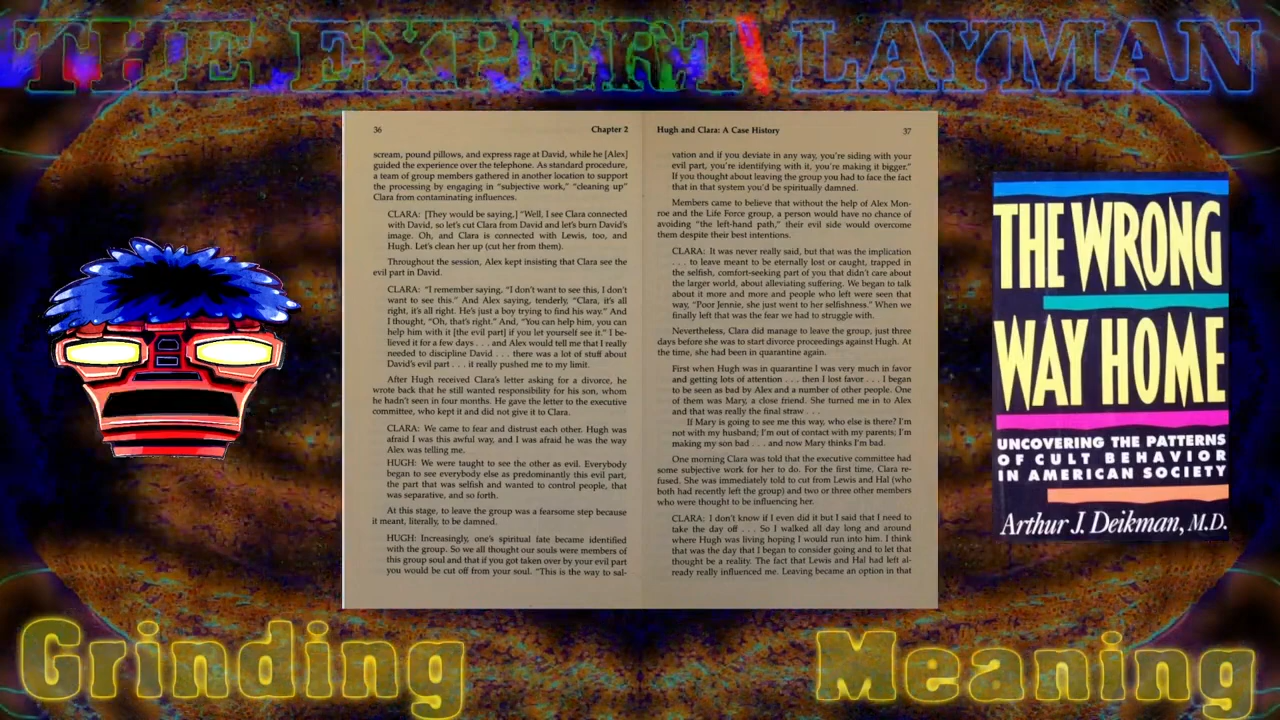 THE EXPERT LAYMAN
36 Chapter 2
scream, pound pillows, and express rage at David, while he [Alex]
guided the experience over the telephone. As standard procedure,
a team of group members gathered in another location to support
the processing by engaging in “subjective work,” “cleaning up”
Clara from contaminating influences.
CLARA: [They would be saying,] “Well, I see Clara connected
with David, so let’s cut Clara from David and let’s burn David’s
image. Oh, and Clara is connected with Lewis, too, and
Hugh. Let’s clean her up (cut her from them).
Throughout the session, Alex kept insisting that Clara see the
evil part in David.
CLARA: “I remember saying, “I don’t want to see this, I don’t
want to see this.” And Alex saying, tenderly, “Clara, it’s all
right, it’s all right. He’s just a boy trying to find his way.” And
I thought, “Oh, that’s right.” And, “You can help him, you can
help him with it [the evil part] if you let yourself see it.” I be-
lieved it for a few days . . . and Alex would tell me that I really
needed to discipline David . . . there was a lot of stuff about
David’s evil part . . . it really pushed me to my limit.
After Hugh received Clara’s letter asking for a divorce, he
wrote back that he still wanted responsibility for his son, whom
he hadn’t seen in four months. He gave the letter to the executive
committee, who kept it and did not give it to Clara.
CLARA: We came to fear and distrust each other. Hugh was
afraid I was this awful way, and I was afraid he was the way
Alex was telling me.
HUGH: We were taught to see the other as evil. Everybody
began to see everybody else as predominantly this evil part,
the part that was selfish and wanted to control people, that
was separative, and so forth.
At this stage, to leave the group was a fearsome step because
it meant, literally, to be damned.
HUGH: Increasingly, one’s spiritual fate became identified
with the group. So we all thought our souls were members of
this group soul and that if you got taken over by your evil part
you would be cut off from your soul. “This is the way to sal-
Hugh and Clara: A Case History 37
vation and if you deviate in any way, you’re siding with your
evil part, you’re identifying with it, you’re making it bigger.”
If you thought about leaving the group you had to face the fact
that in that system you’d be spiritually damned.
Members came to believe that without the help of Alex Mon-
roe and the Life Force group, a person would have no chance of
avoiding “the left-hand path,” their evil side would overcome
them despite their best intentions.
CLARA: It was never really said, but that was the implication
. . . to leave meant to be eternally lost or caught, trapped in
the selfish, comfort-seeking part of you that didn’t care about
the larger world, about alleviating suffering. We began to talk
about it more and more and people who left were seen that
way, “Poor Jennie, she just went to her selfishness.” When we
finally left that was the fear we had to struggle with.
Nevertheless, Clara did manage to leave the group, just three
days before she was to start divorce proceedings against Hugh. At
the time, she had been in quarantine again.
First when Hugh was in quarantine I was very much in favor
and getting lots of attention . . . then I lost favor . . . I began
to be seen as bad by Alex and a number of other people. One
of them was Mary, a close friend. She turned me in to Alex
and that was really the final straw . . .
If Mary is going to see me this way, who else is there? I’m
not with my husband; I’m out of contact with my parents; I’m
making my son bad . . . and now Mary thinks I’m bad.
One morning Clara was told that the executive committee had
some subjective work for her to do. For the first time, Clara re-
fused. She was immediately told to cut from Lewis and Hal (who
both had recently left the group) and two or three other members
who were thought to be influencing her.
CLARA: I don’t know if I even did it but I said that I need to
take the day off . . . So I walked all day long and around
where Hugh was living hoping I would run into him. I think
that was the day that I began to consider going and to let that
thought be a reality. The fact that Lewis and Hal had left al-
ready really influenced me. Leaving became an option in that
THE WRONG
WAY HOME
UNCOVERING THE PATTERNS
OF CULT BEHAVIOR
IN AMERICAN SOCIETY
Arthur J. Deikman, M.D.
Grinding Meaning